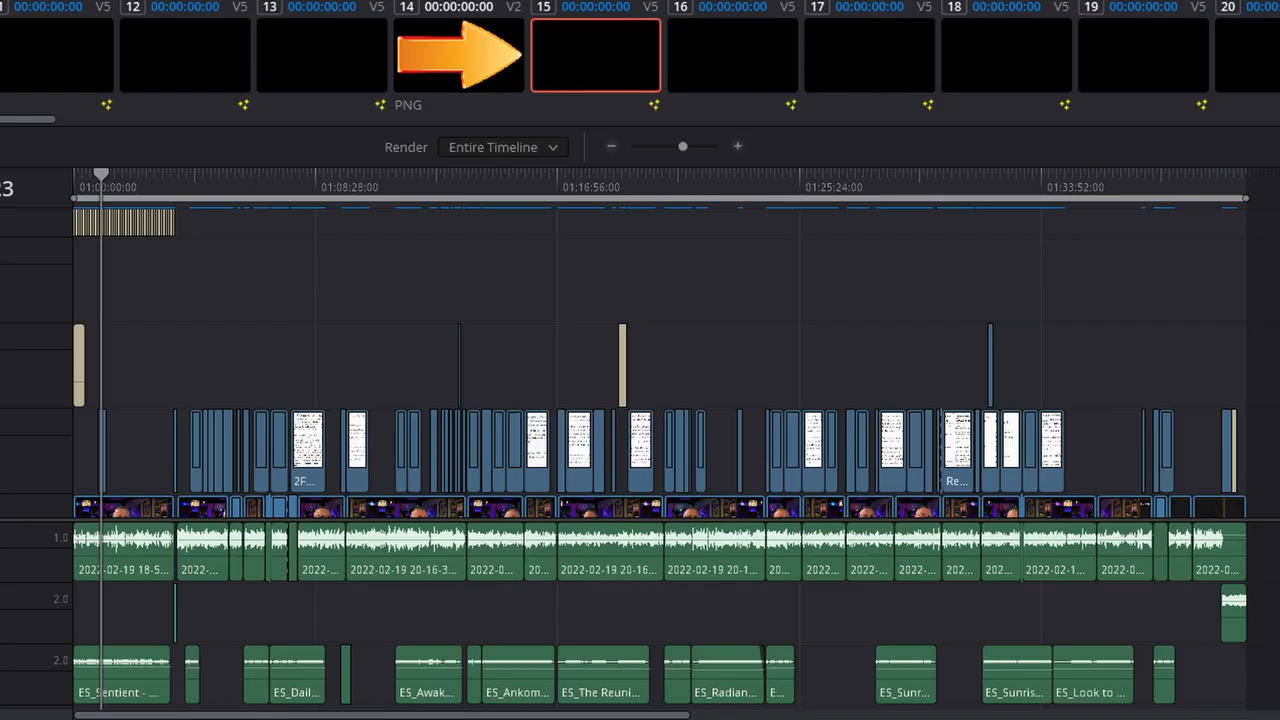 12 00:00:00:00 V5 13 00:00:00:00 V5 14 00:00:00:00 V2 15 00:00:00:00 V5 16 00:00:00:00 V5 17 00:00:00:00 V5 18 00:00:00:00 V5 19 00:00:00:00 V5 20
PNG
Render Entire Timeline
01:00:00:00 01:08:28:00 01:16:56:00 01:25:24:00 01:33:52:00
2F... Re...
1.0
2022-02-19 18-5... 2022-... 2022-... 2022-02-19 20-16-3... 2022-0... 20... 2022-02-19 20-16... 2022-02-19 20-1... 20... 2022... 2022-... 2022-... 202... 202... 2022-02-1... 2022-0... 2022-0...
2.0
2.0
ES_Sentient - ... ES_Dail... ES_Awak... ES_Ankom... ES_The Reuni... ES_Radian... E... ES_Sunr... ES_Sunris... ES_Look to ...